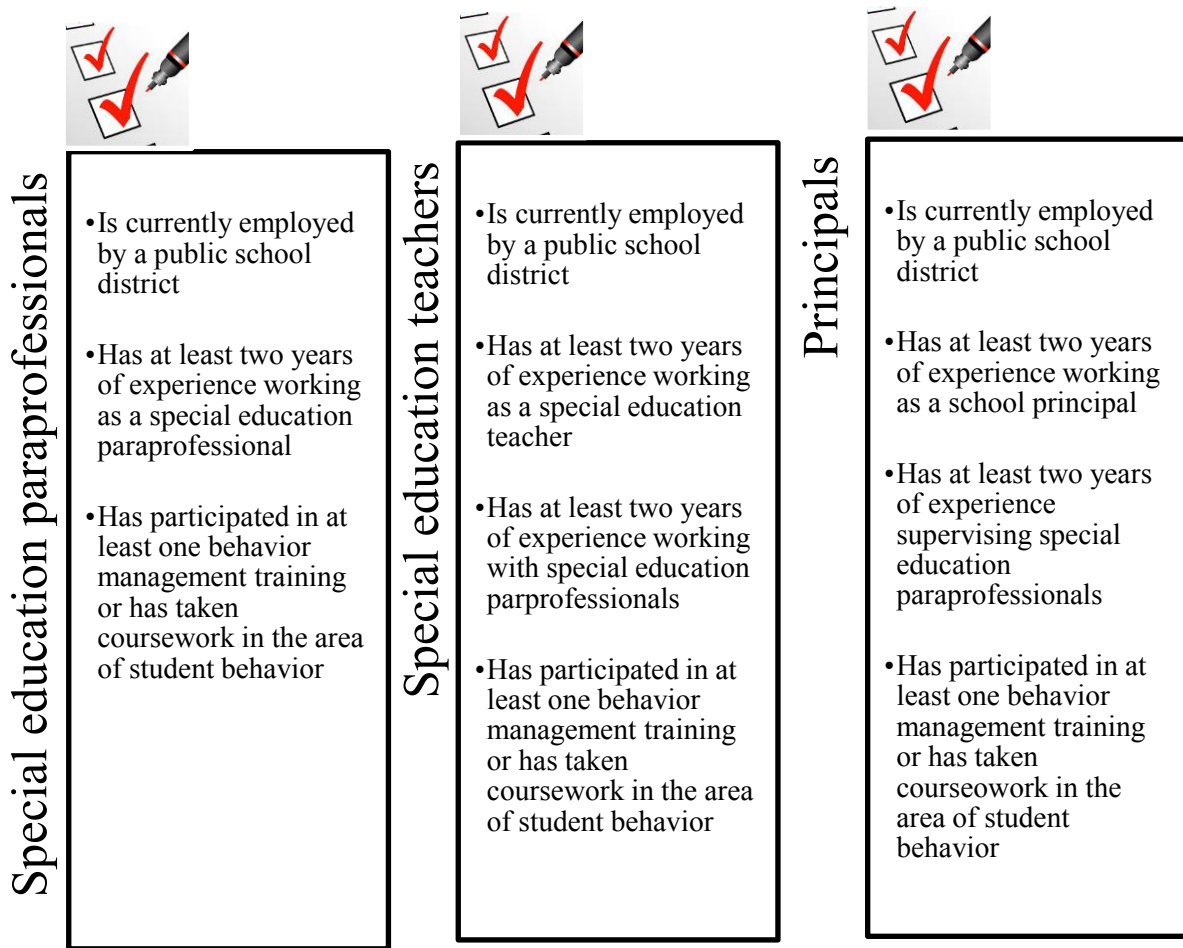 Special education paraprofessionals
•Is currently employed
by a public school
district
•Has at least two years
of experience working
as a special education
paraprofessional
•Has participated in at
least one behavior
management training
or has taken
coursework in the area
of student behavior
Special education teachers
•Is currently employed
by a public school
district
•Has at least two years
of experience working
as a special education
teacher
•Has at least two years
of experience working
with special education
parprofessionals
•Has participated in at
least one behavior
management training
or has taken
coursework in the area
of student behavior
Principals
•Is currently employed
by a public school
district
•Has at least two years
of experience working
as a school principal
•Has at least two years
of experience
supervising special
education
paraprofessionals
•Has participated in at
least one behavior
management training
or has taken
courseowork in the
area of student
behavior